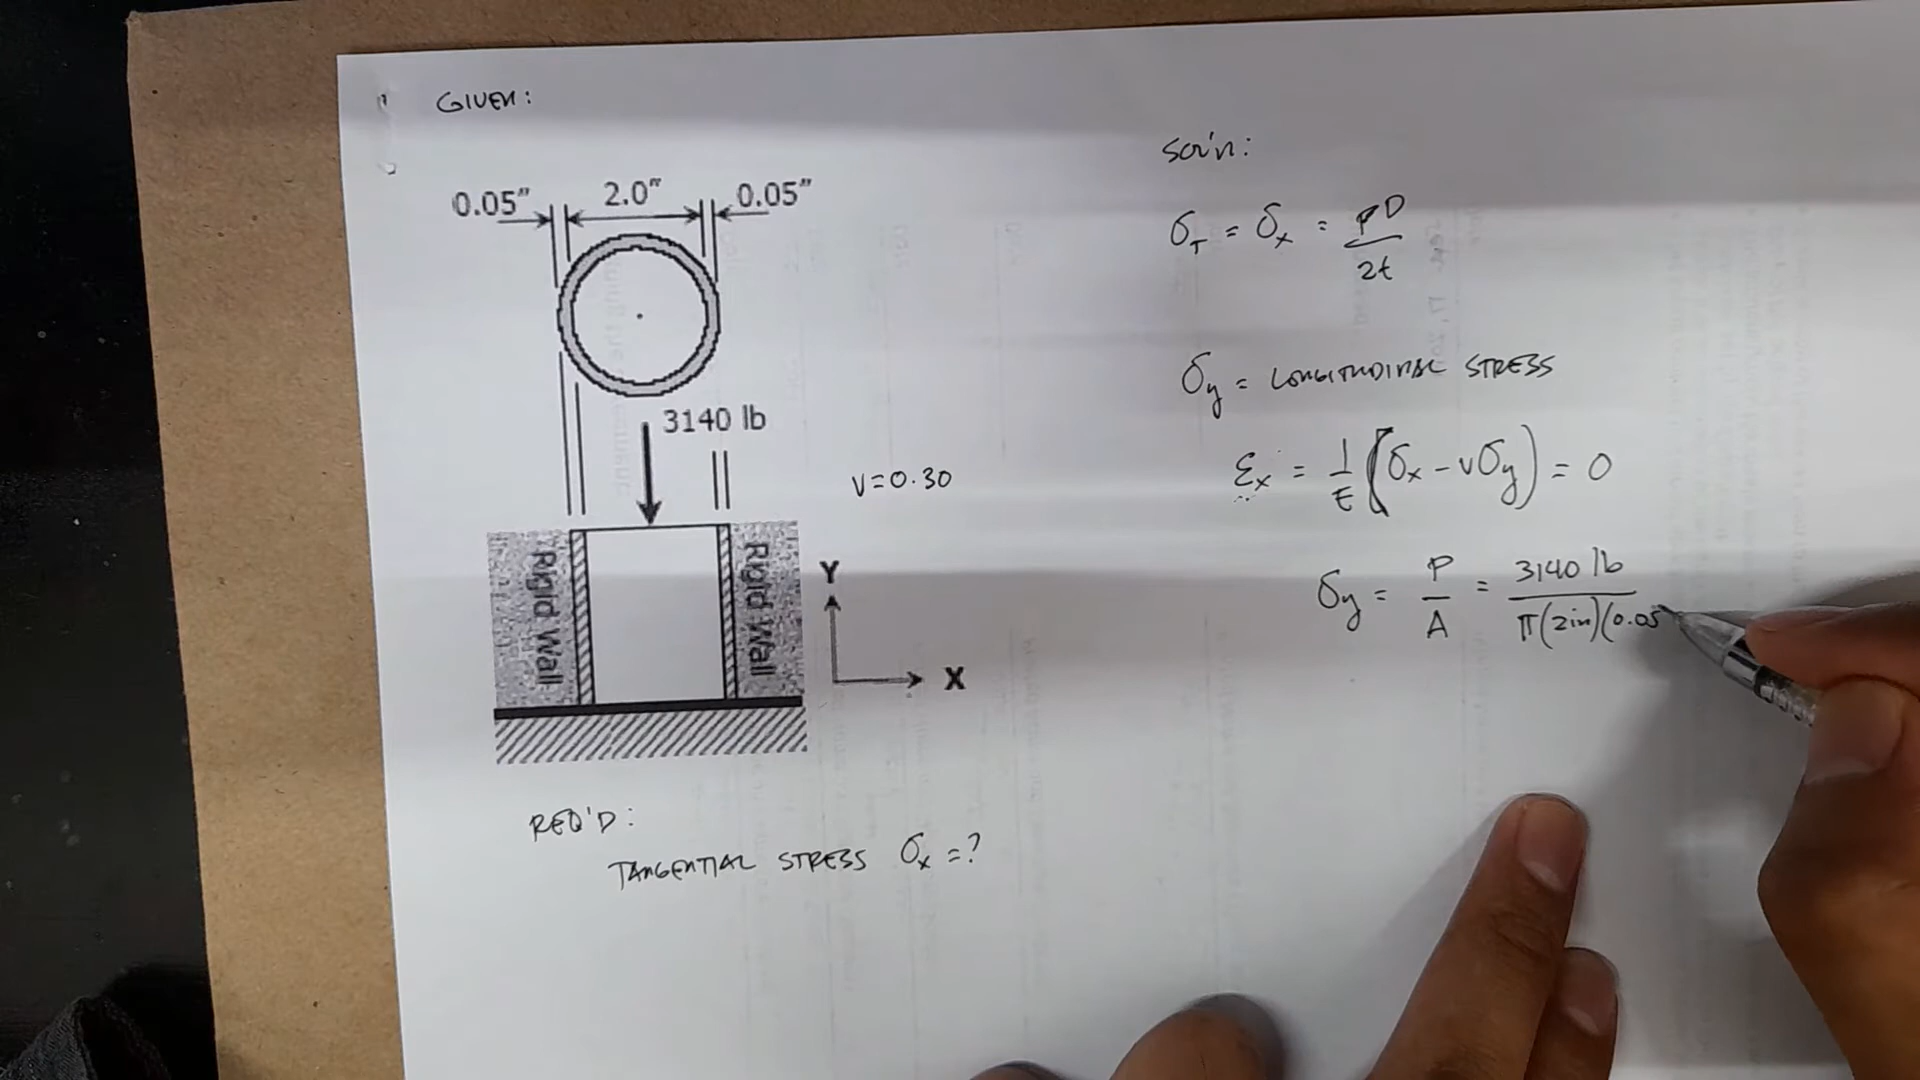 GIVEN:
0.05" 2.0" 0.05"
3140 lb
ν=0.30
Rigid Wall
Rigid Wall
Y
X
REQ'D:
TANGENTIAL STRESS σx =?
SOL'N:
σT = σx = PD/2t
σy = LONGITUDINAL STRESS
εx = 1/E (σx - νσy) = 0
σy = P/A = 3140 lb/π(2in)(0.05